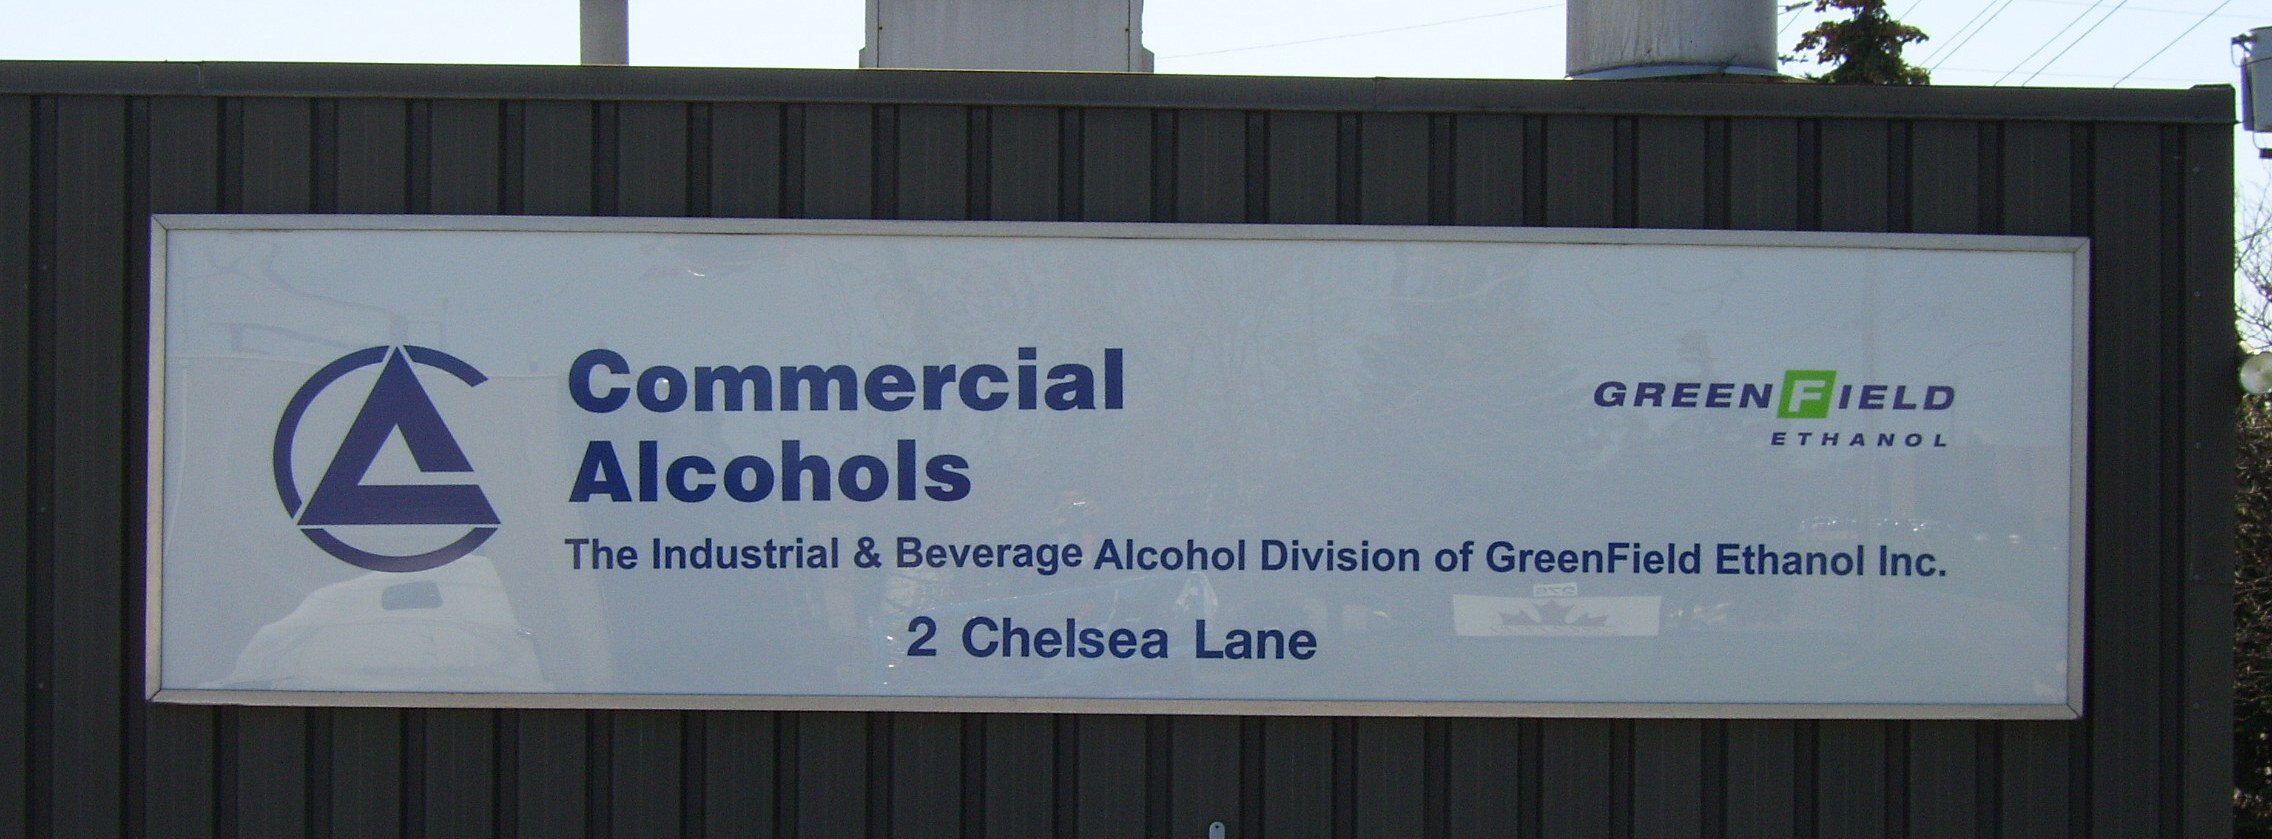 Commercial
Alcohols
GREENFIELD
ETHANOL
The Industrial & Beverage Alcohol Division of GreenField Ethanol Inc.
2 Chelsea Lane